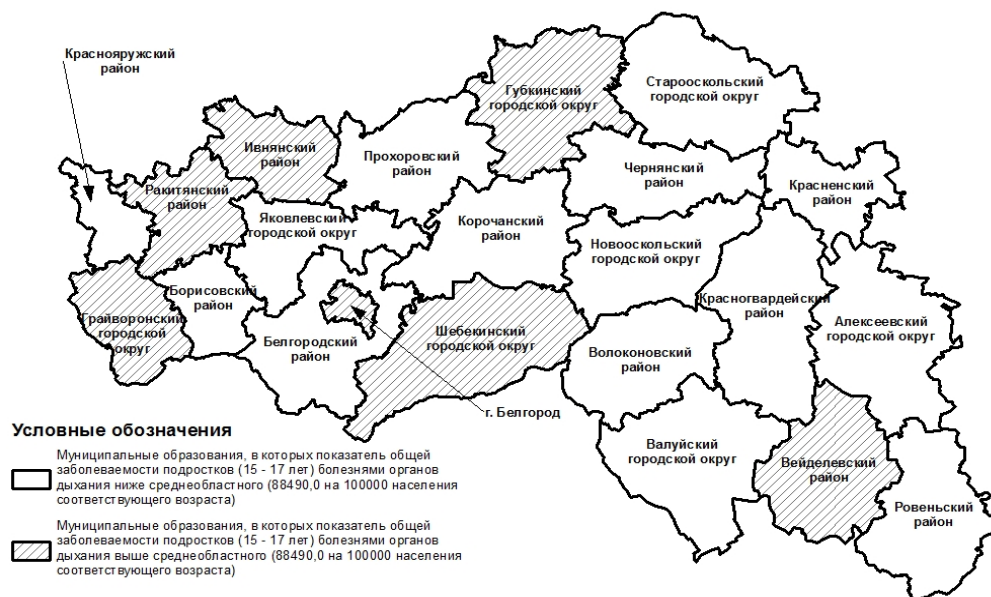 Краснояружский
район
Губкинский
городской округ
Старооскольский
городской округ
Ивнянский
район
Прохоровский
район
Чернянский
район
Красненский
район
Ракитянский
район
Яковлевский
городской округ
Корочанский
район
Новооскольский
городской округ
Борисовский
район
Красногвардейский
район
Грайворонский
городской
округ
Шебекинский
городской округ
Алексеевский
городской округ
Белгородский
район
Волоконовский
район
г. Белгород
Валуйский
городской округ
Вейделевский
район
Ровеньский
район
Условные обозначения
Муниципальные образования, в которых показатель общей
заболеваемости подростков (15 - 17 лет) болезнями органов
дыхания ниже среднеобластного (88490,0 на 100000 населения
соответствующего возраста)
Муниципальные образования, в которых показатель общей
заболеваемости подростков (15 - 17 лет) болезнями органов
дыхания выше среднеобластного (88490,0 на 100000 населения
соответствующего возраста)